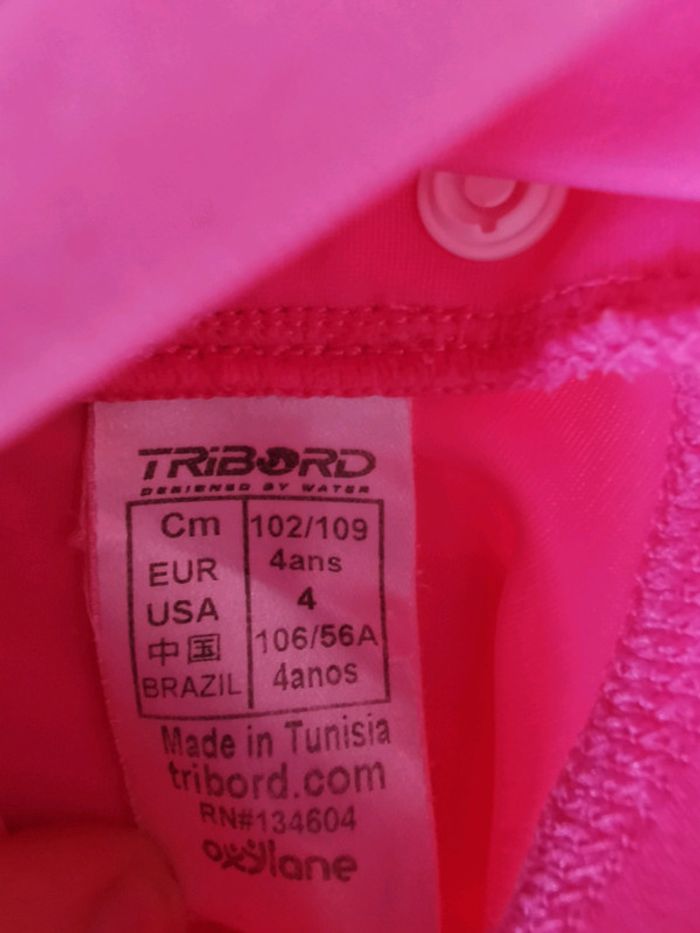 TRiBORD
DESIGNED BY WATER
Cm 102/109
EUR 4ans
USA 4
中国 106/56A
BRAZIL 4anos
Made in Tunisia
tribord.com
RN#134604
oxylane